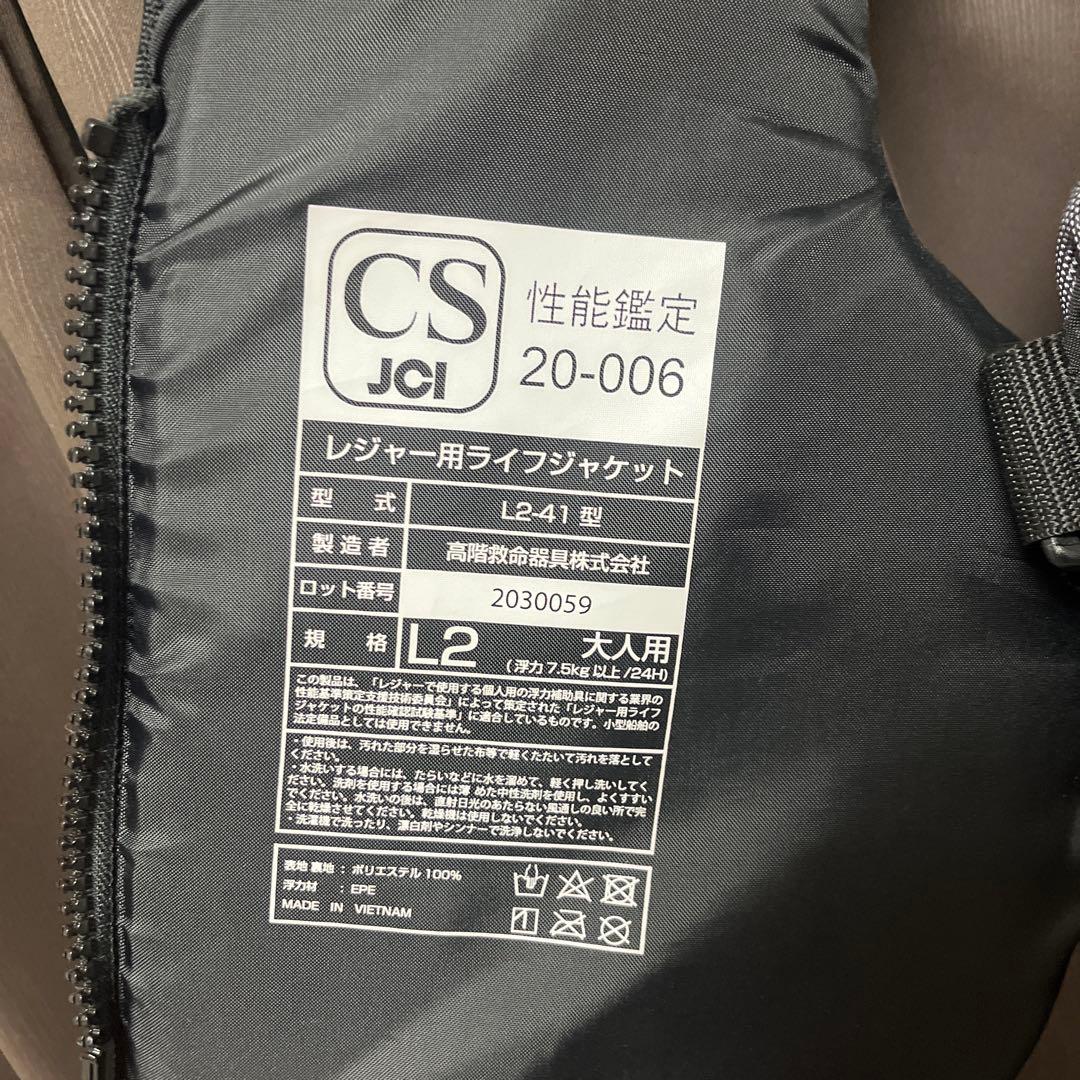 CS
JCI
性能鑑定
20-006
レジャー用ライフジャケット
型 式 L2-41 型
製造者 高階救命器具株式会社
ロット番号 2030059
規 格 L2 大人用
(浮力 7.5kg 以上 /24H)
この製品は、「レジャーで使用する個人用の浮力補助具に関する業界の
性能基準策定支援技術委員会」によって策定された「レジャー用ライフ
ジャケットの性能確認試験基準」に適合しているものです。小型船舶の
法定備品としては使用できません。
・使用後は、汚れた部分を湿らせた布等で軽くたたいて汚れを落として
ください。
・水洗いする場合には、たらいなどに水を溜めて、軽く押し洗いしてく
ださい。洗剤を使用する場合には薄めた中性洗剤を使用し、よくすすい
でください。水洗いの後は、直射日光のあたらない風通しの良い所で完
全に乾燥させてください。乾燥機は使用しないでください。
・洗濯機で洗ったり、漂白剤やシンナーで洗浄しないでください。
表地 裏地 : ポリエステル 100%
浮力材 : EPE
MADE IN VIETNAM